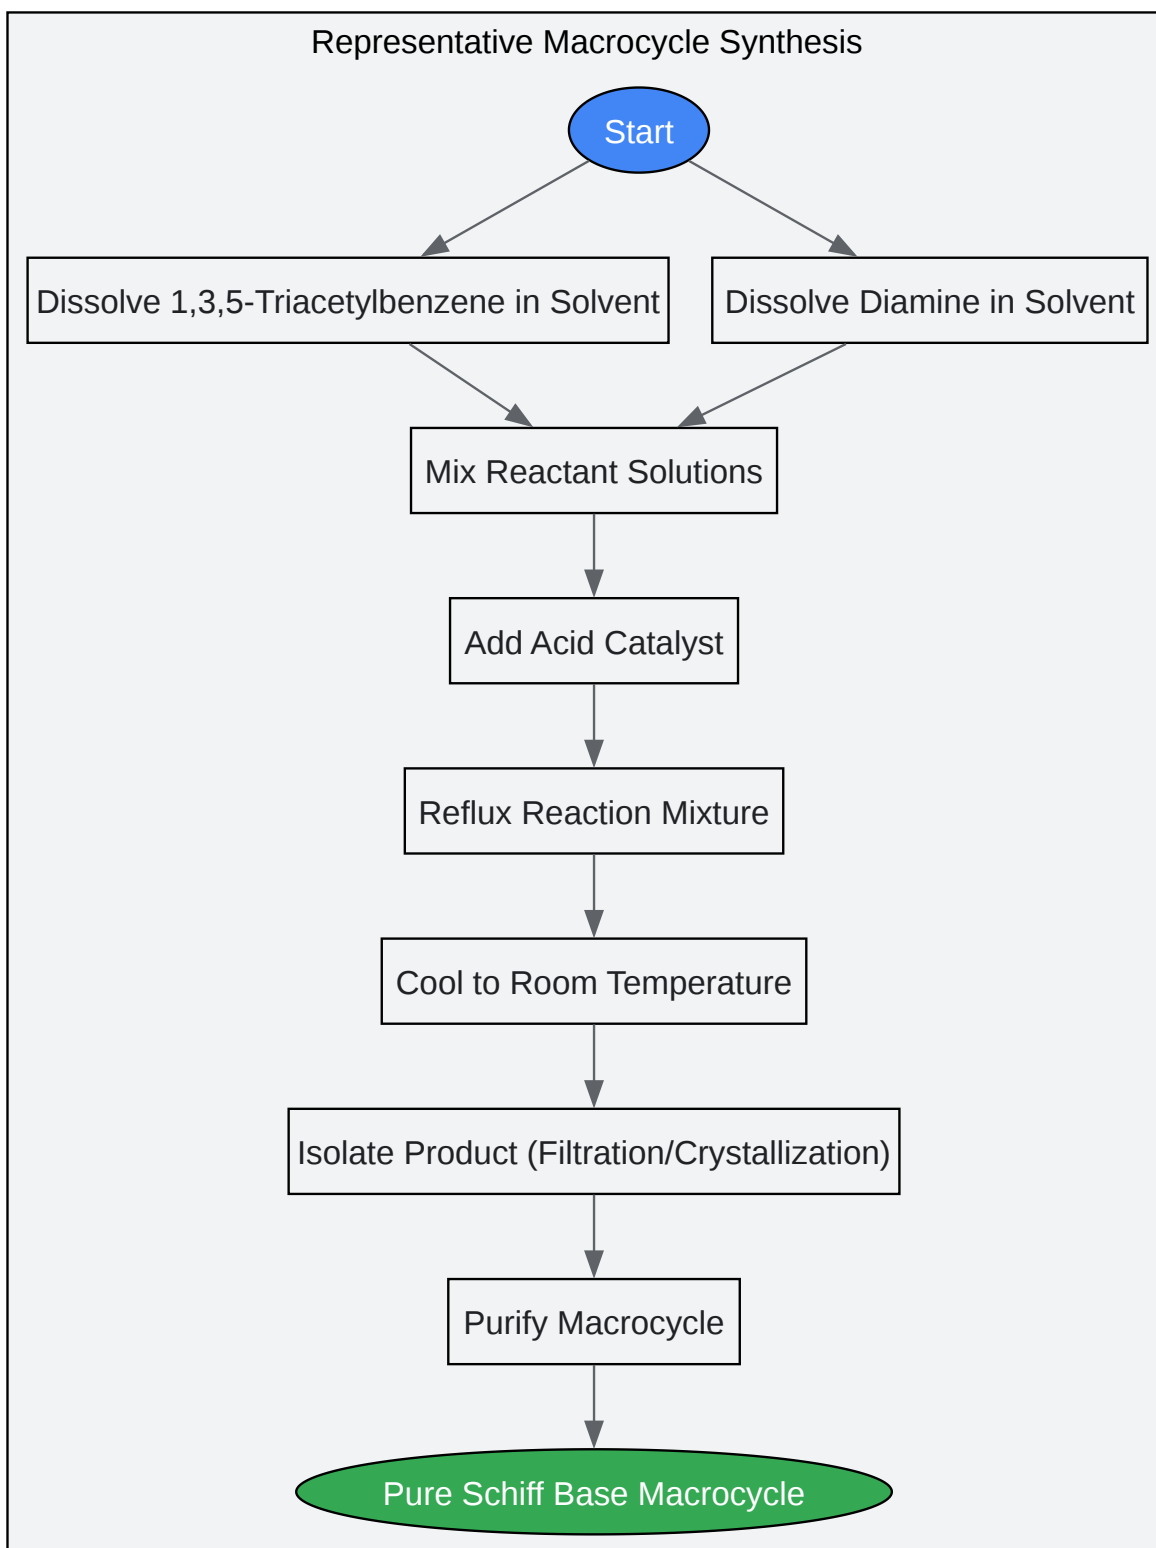 Representative Macrocycle Synthesis
Start
Dissolve 1,3,5-Triacetylbenzene in Solvent
Dissolve Diamine in Solvent
Mix Reactant Solutions
Add Acid Catalyst
Reflux Reaction Mixture
Cool to Room Temperature
Isolate Product (Filtration/Crystallization)
Purify Macrocycle
Pure Schiff Base Macrocycle